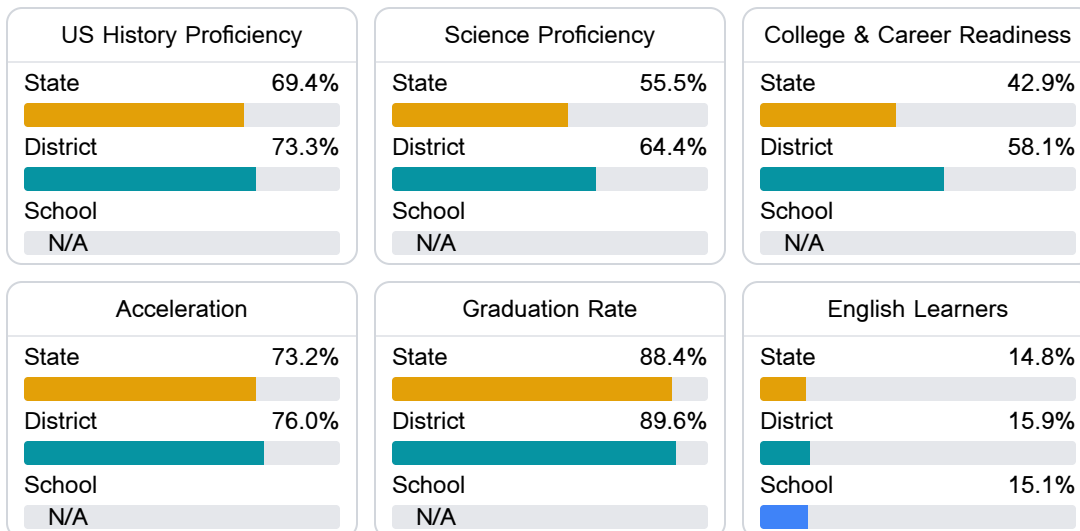 US History Proficiency
State 69.4%
District 73.3%
School
N/A
Science Proficiency
State 55.5%
District 64.4%
School
N/A
College & Career Readiness
State 42.9%
District 58.1%
School
N/A
Acceleration
State 73.2%
District 76.0%
School
N/A
Graduation Rate
State 88.4%
District 89.6%
School
N/A
English Learners
State 14.8%
District 15.9%
School 15.1%